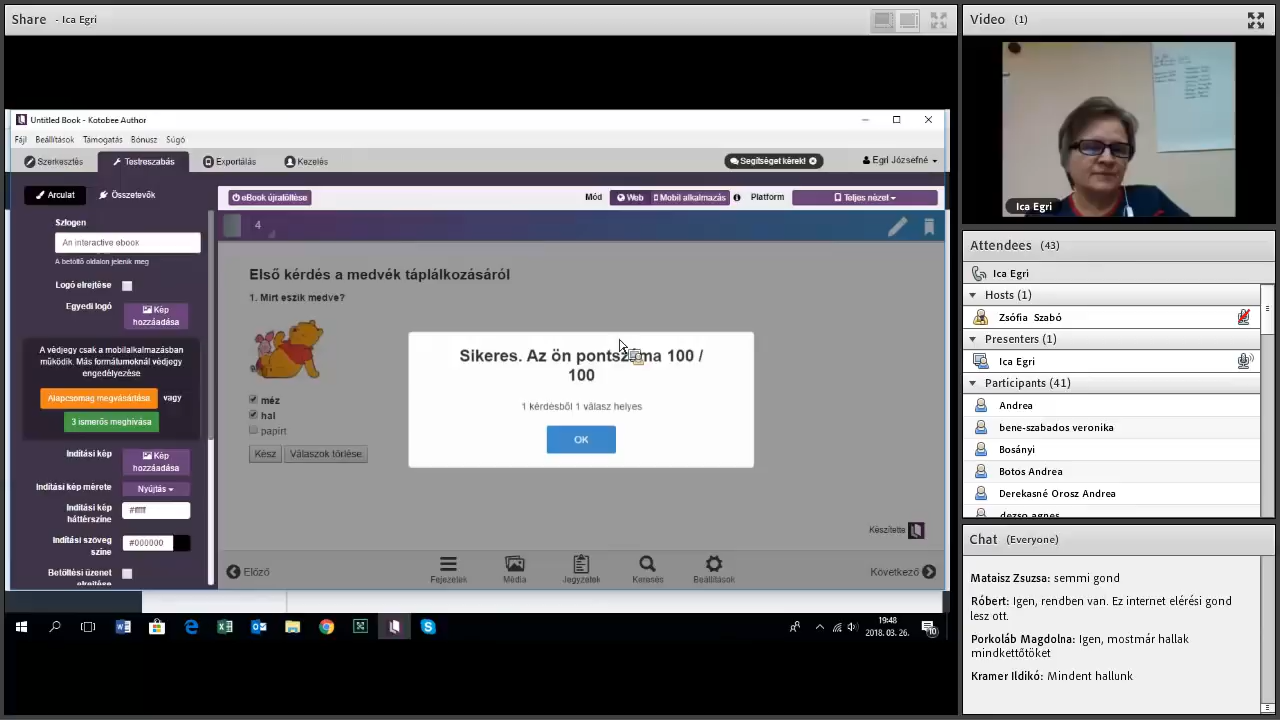 Share - Ica Egri
Untitled Book - Kotobee Author
Fájl Beállítások Támogatás Bónusz Súgó
Szerkesztés Testreszabás Exportálás Kezelés Segítséget kérek! Egri Józsefné
Arculat Összetevők eBook újratöltése Mód Web Mobil alkalmazás Platform Teljes nézet
Szlogen
An interactive ebook
A betöltő oldalon jelenik meg
Logó elrejtése
Egyedi logó Kép hozzáadása
A védjegy csak a mobilalkalmazásban
működik. Más formátumoknál védjegy
engedélyezése
Alapcsomag megvásárlása vagy
3 ismerős meghívása
Indítási kép Kép hozzáadása
Indítási kép mérete Nyújtás
Indítási kép háttérszíne #ffffff
Indítási szöveg színe #000000
Betöltési üzenet elrejtése
4
Első kérdés a medvék táplálkozásáról
1. Mirt eszik medve?
méz
hal
papírt
Kész Válaszok törlése
Sikeres. Az ön pontszáma 100 /
100
1 kérdésből 1 válasz helyes
OK
Készítette
Előző Fejezetek Média Jegyzetek Keresés Beállítások Következő
19:48
2018. 03. 26.
10
Video (1)
Ica Egri
Attendees (43)
Ica Egri
Hosts (1)
Zsófia Szabó
Presenters (1)
Ica Egri
Participants (41)
Andrea
bene-szabados veronika
Bosányi
Botos Andrea
Derekasné Orosz Andrea
dezso agnes
Chat (Everyone)
Mataisz Zsuzsa: semmi gond
Róbert: Igen, rendben van. Ez internet elérési gond
lesz ott.
Porkoláb Magdolna: Igen, mostmár hallak
mindkettőtöket
Kramer Ildikó: Mindent hallunk